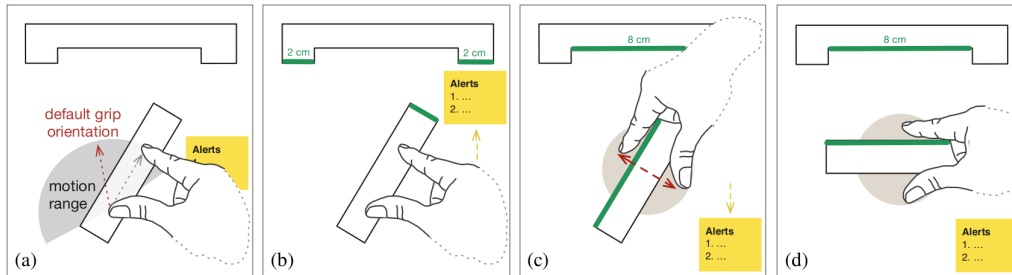 default grip
orientation
motion
range
Alerts
(a)
2 cm
2 cm
Alerts
1. ...
2. ...
(b)
8 cm
Alerts
1. ...
2. ...
(c)
8 cm
Alerts
1. ...
2. ...
(d)